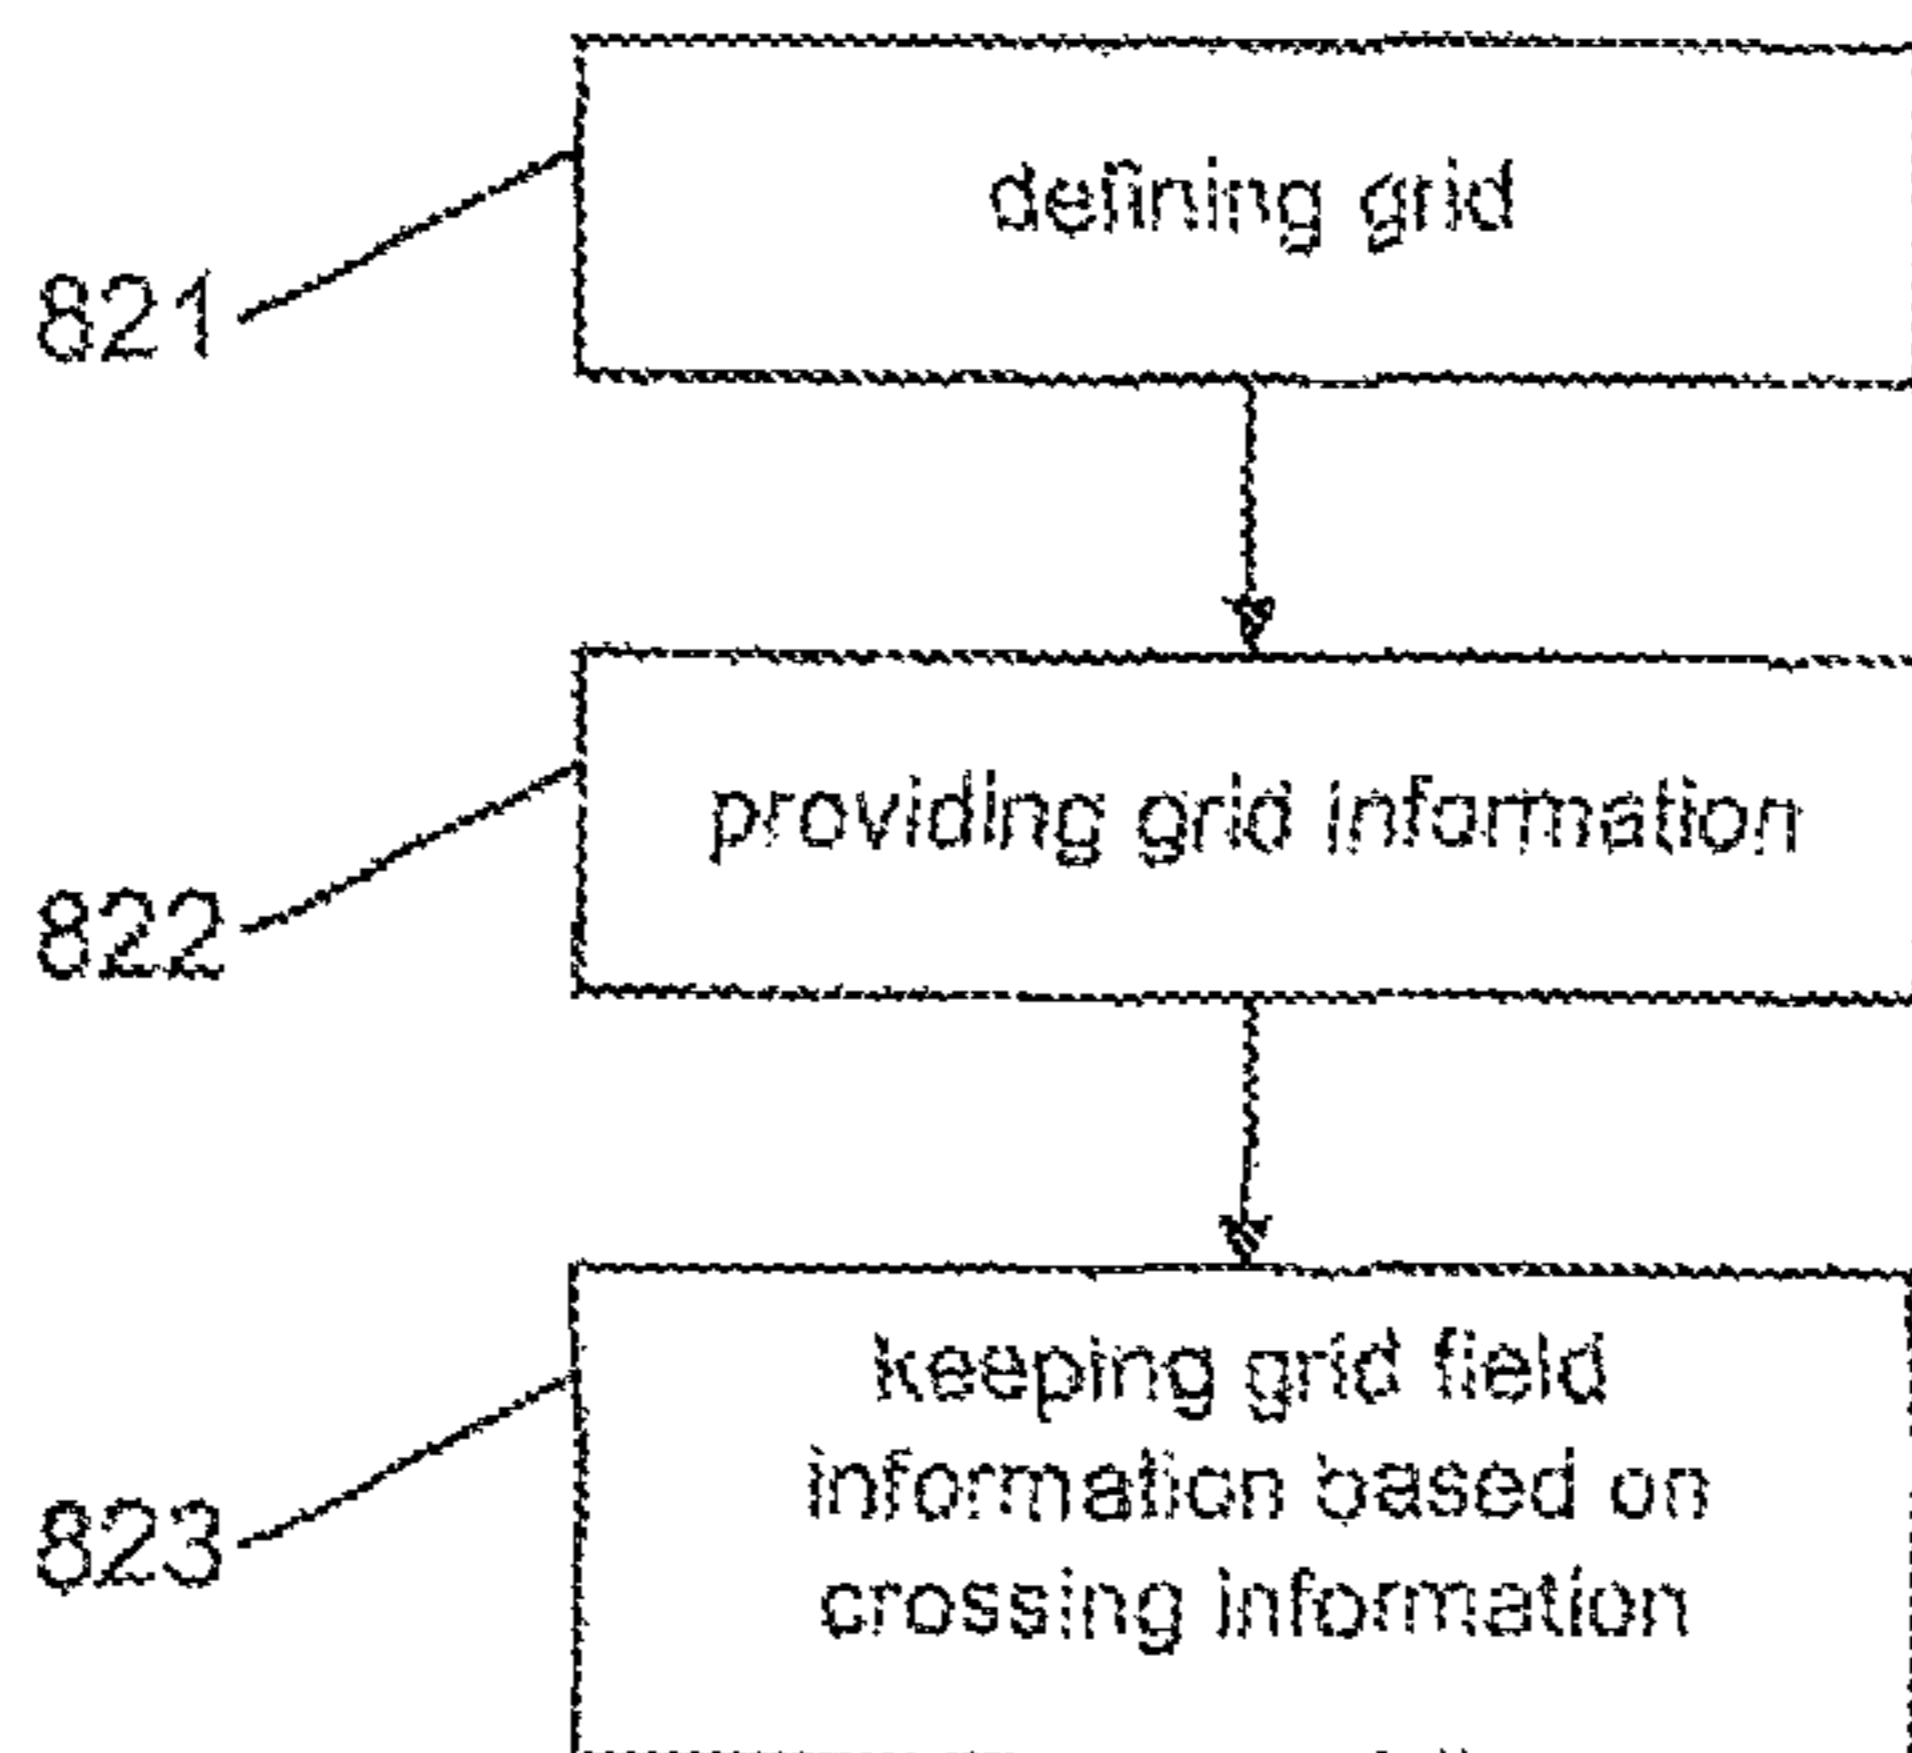 defining grid
821
providing grid information
822
keeping grid field
information based on
crossing information
823